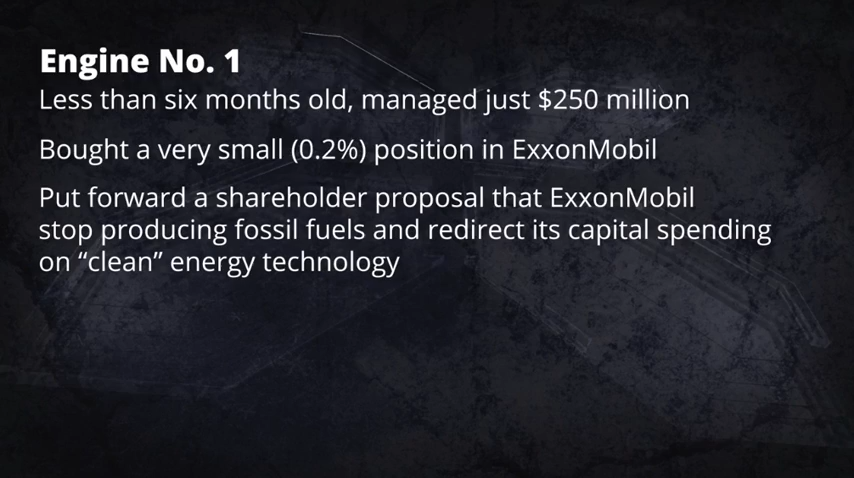 Engine No. 1
Less than six months old, managed just $250 million
Bought a very small (0.2%) position in ExxonMobil
Put forward a shareholder proposal that ExxonMobil
stop producing fossil fuels and redirect its capital spending
on “clean” energy technology